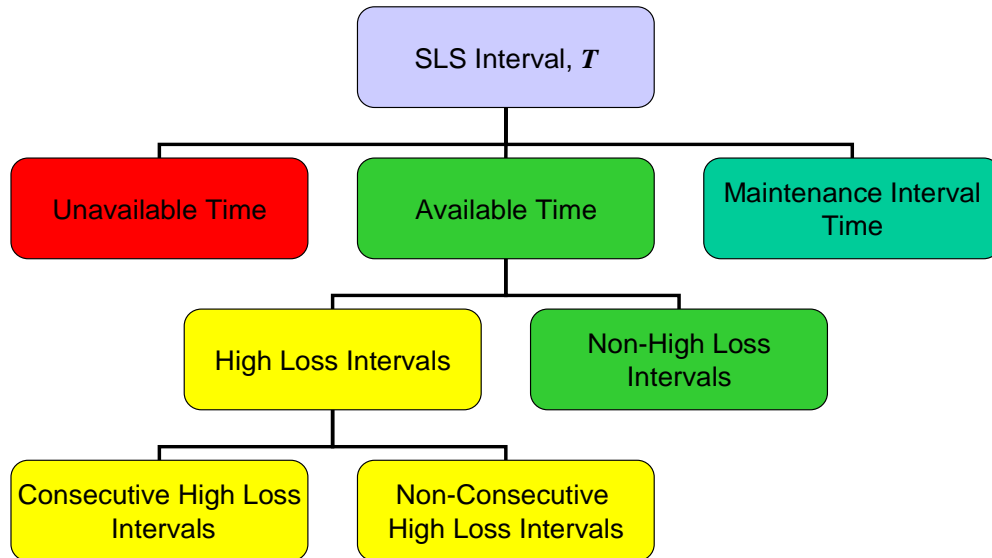 SLS Interval, T
Unavailable Time
Available Time
Maintenance Interval
Time
High Loss Intervals
Non-High Loss
Intervals
Consecutive High Loss
Intervals
Non-Consecutive
High Loss Intervals